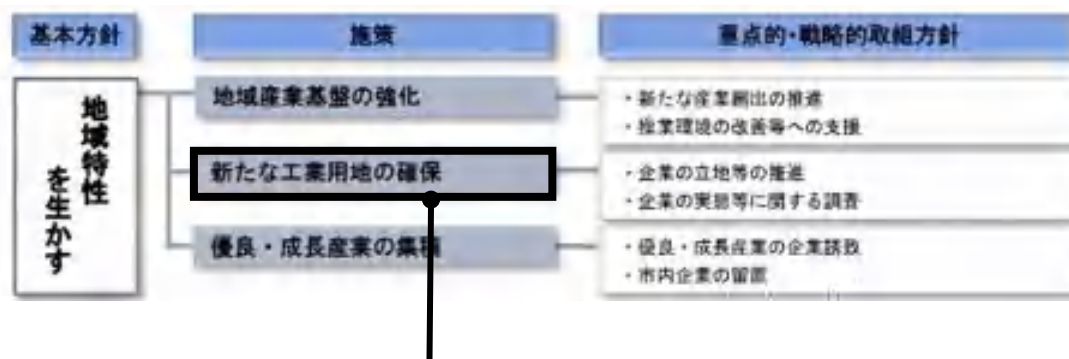 基本方針
施策
重点的・戦略的取組方針
地域特性
を生かす
地域産業基盤の強化
・新たな産業創出の推進
・操業環境の改善等への支援
新たな工業用地の確保
・企業の立地等の推進
・企業の実態等に関する調査
優良・成長産業の集積
・優良・成長産業の企業誘致
・市内企業の留置